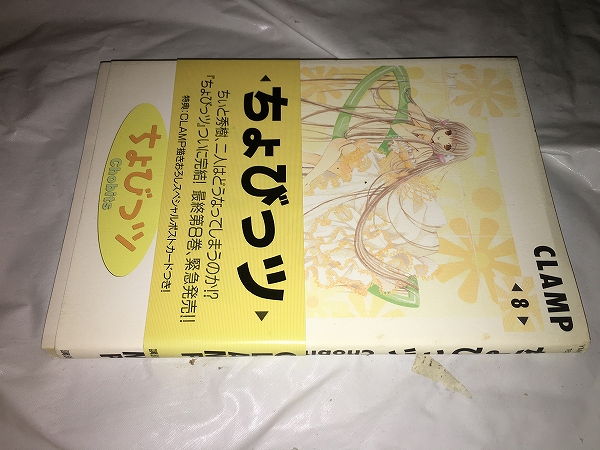 CLAMP
◀8▶
◀ちょびっツ▶
ちぃと秀樹、二人はどうなってしまうのか!?
『ちょびっツ』ついに完結! 最終第8巻、緊急発売!!
特典:CLAMP描きおろしスペシャルポストカードつき!
ちょびっツ
Chobits